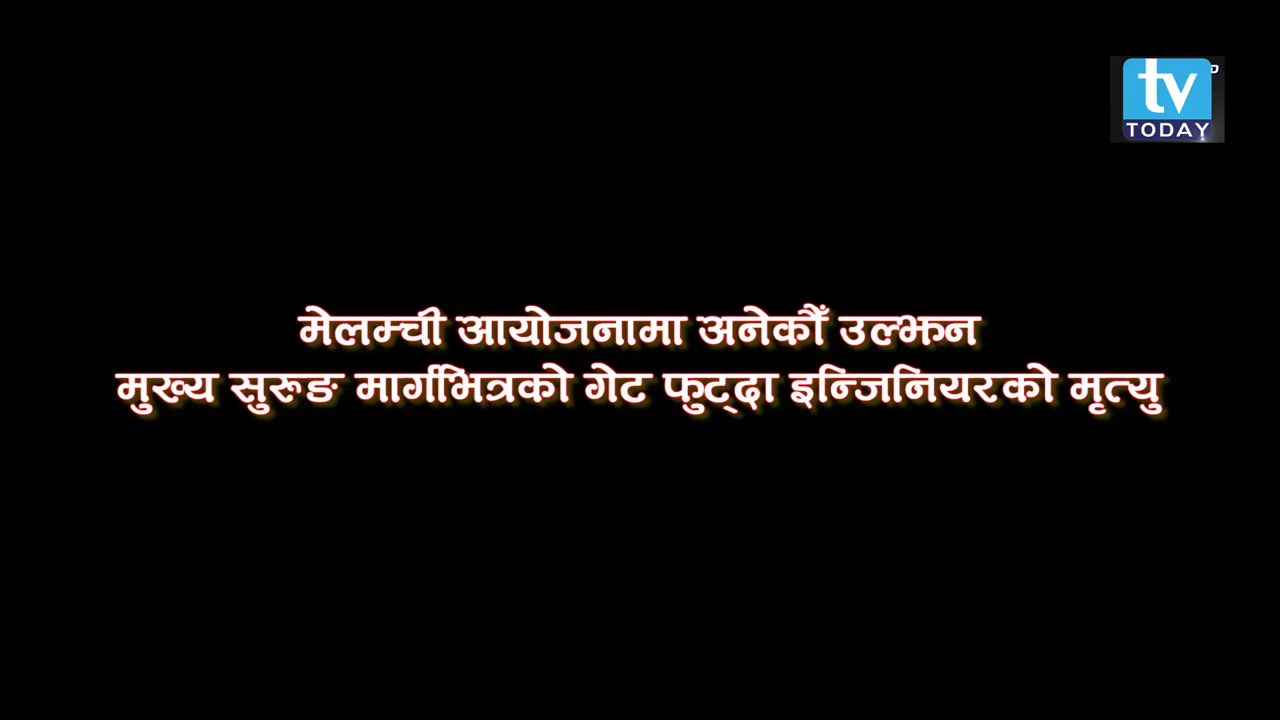 tv
TODAY
मेलम्ची आयोजनामा अनेकौँ उल्झन
मुख्य सुरूङ मार्गभित्रको गेट फुट्दा इन्जिनियरको मृत्यु